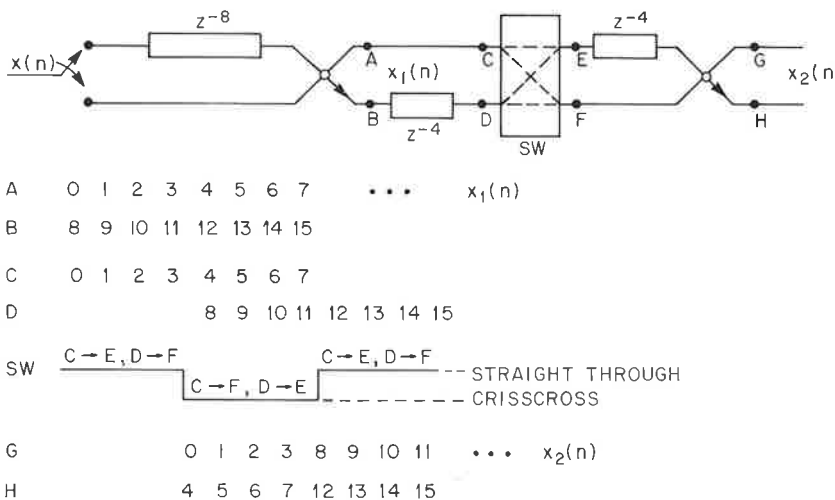 z⁻⁸
z⁻⁴
x(n)
A
x₁(n)
C
E
G
x₂(n
B
D
F
H
z⁻⁴
SW
A 0 1 2 3 4 5 6 7 • • • x₁(n)
B 8 9 10 11 12 13 14 15
C 0 1 2 3 4 5 6 7
D 8 9 10 11 12 13 14 15
SW C→E, D→F C→F, D→E C→E, D→F
STRAIGHT THROUGH
CRISSCROSS
G 0 1 2 3 8 9 10 11 • • • x₂(n)
H 4 5 6 7 12 13 14 15